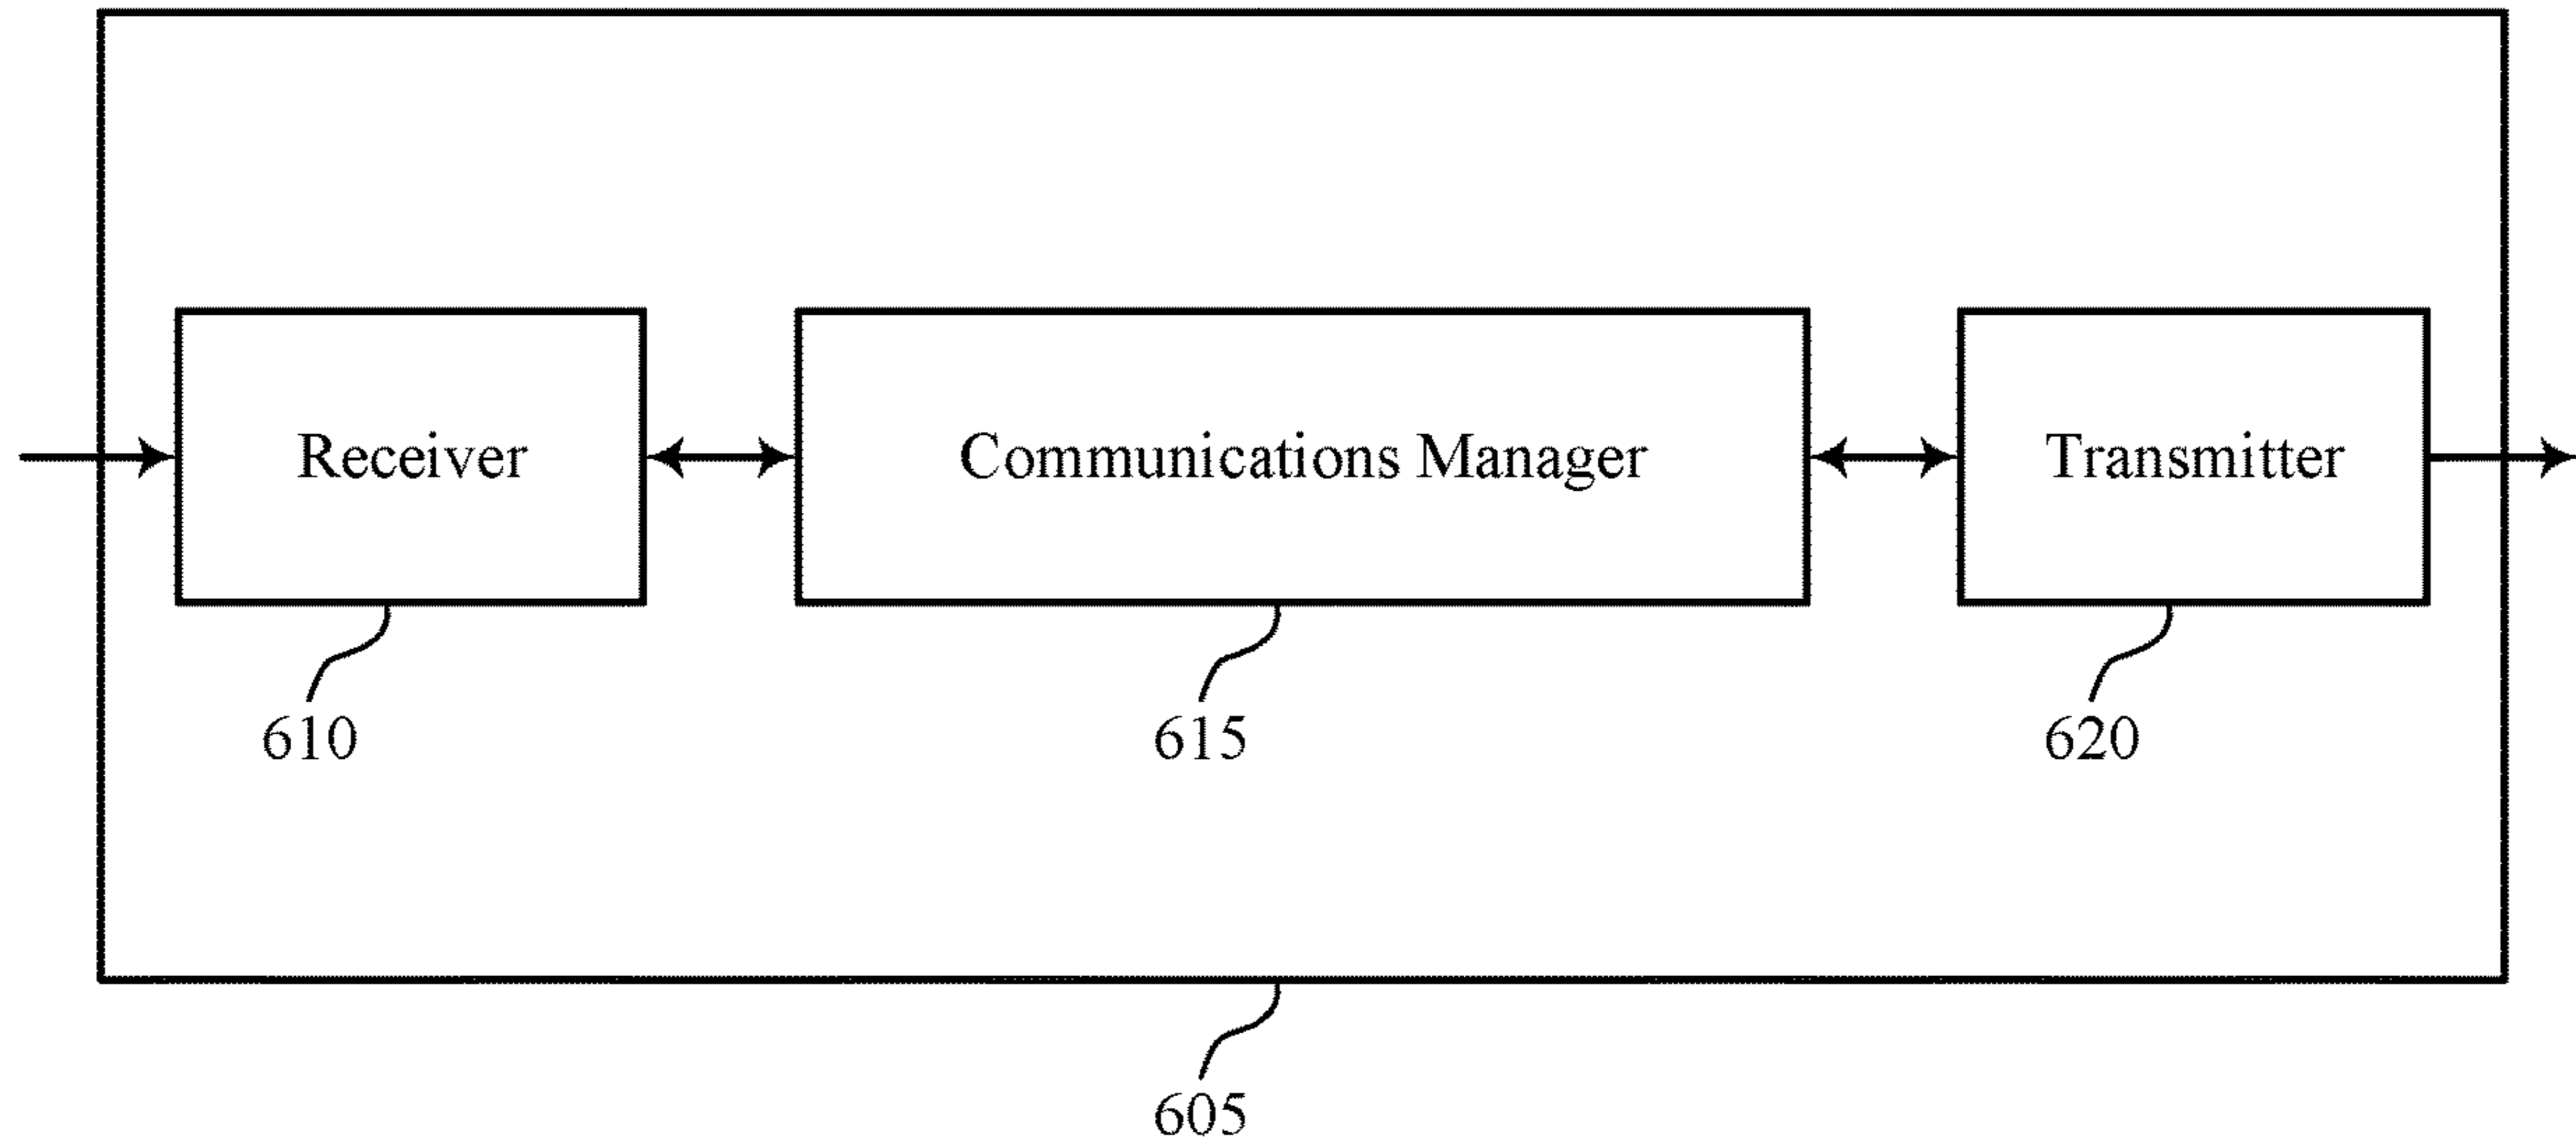 Receiver
Communications Manager
Transmitter
610
615
620
605